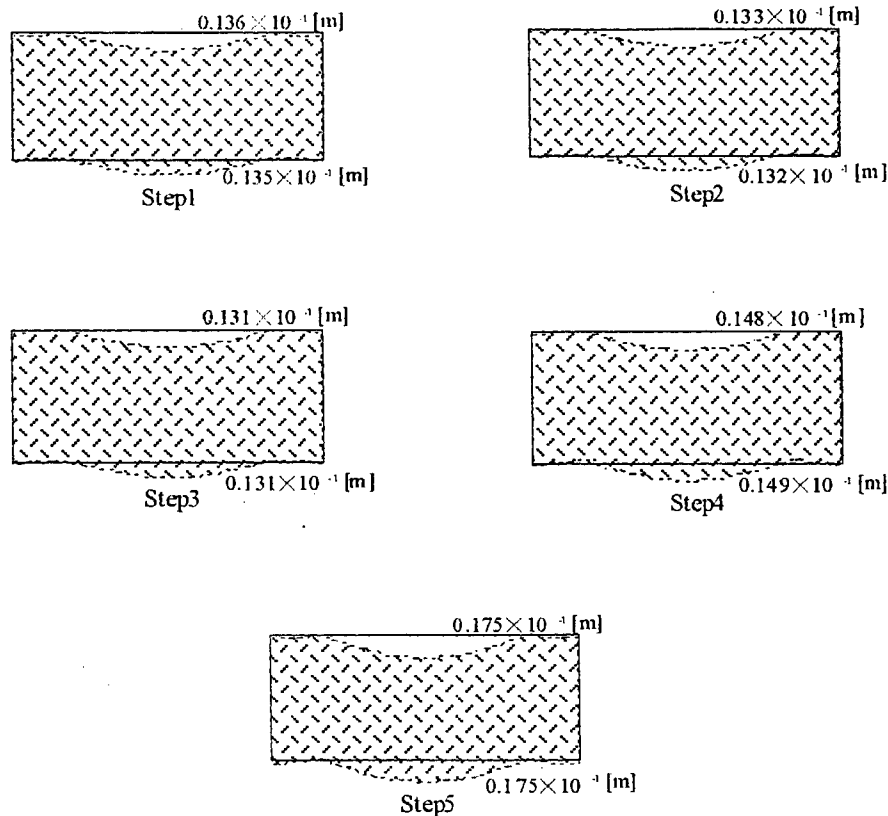 0.136×10⁻¹[m]
0.135×10⁻¹[m]
Step1
0.133×10⁻¹[m]
0.132×10⁻¹[m]
Step2
0.131×10⁻¹[m]
0.131×10⁻¹[m]
Step3
0.148×10⁻¹[m]
0.149×10⁻¹[m]
Step4
0.175×10⁻¹[m]
0.175×10⁻¹[m]
Step5